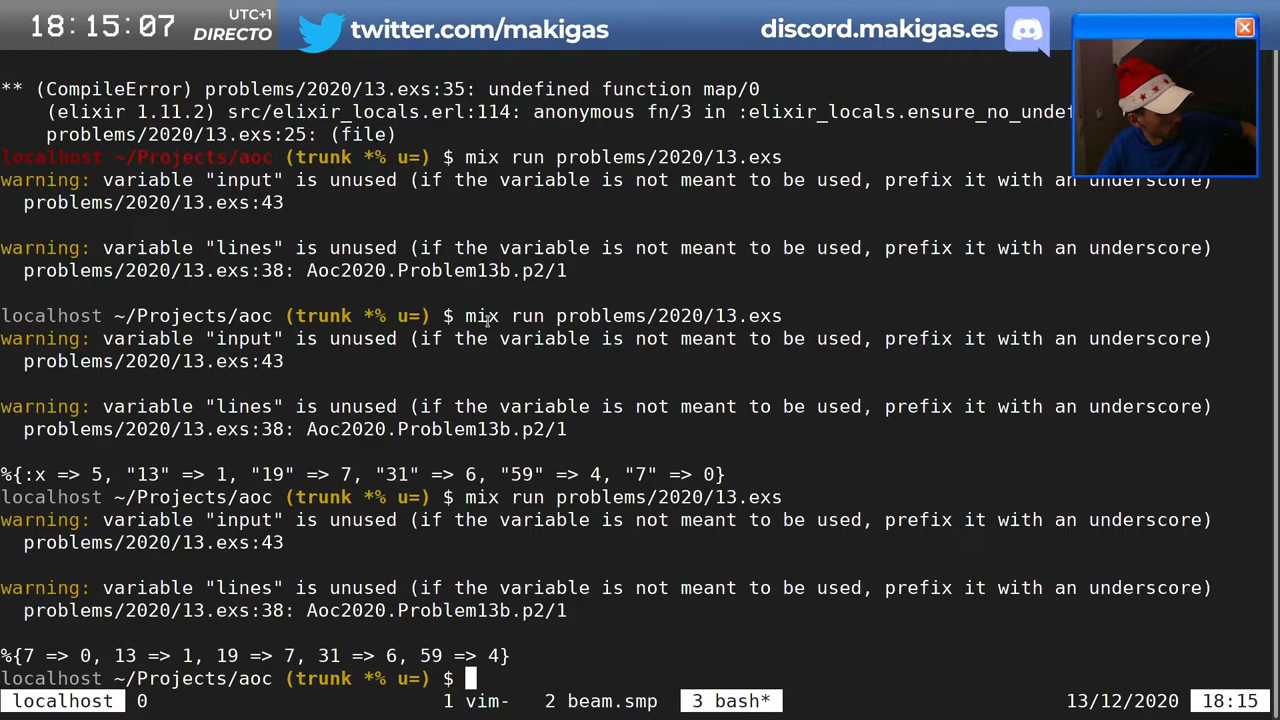 18:15:07
UTC+1
DIRECTO
twitter.com/makigas
discord.makigas.es
** (CompileError) problems/2020/13.exs:35: undefined function map/0
(elixir 1.11.2) src/elixir_locals.erl:114: anonymous fn/3 in :elixir_locals.ensure_no_undef
problems/2020/13.exs:25: (file)
localhost ~/Projects/aoc (trunk *% u=) $ mix run problems/2020/13.exs
warning: variable "input" is unused (if the variable is not meant to be used, prefix it with an underscore)
problems/2020/13.exs:43
warning: variable "lines" is unused (if the variable is not meant to be used, prefix it with an underscore)
problems/2020/13.exs:38: Aoc2020.Problem13b.p2/1
localhost ~/Projects/aoc (trunk *% u=) $ mix run problems/2020/13.exs
warning: variable "input" is unused (if the variable is not meant to be used, prefix it with an underscore)
problems/2020/13.exs:43
warning: variable "lines" is unused (if the variable is not meant to be used, prefix it with an underscore)
problems/2020/13.exs:38: Aoc2020.Problem13b.p2/1
%{:x => 5, "13" => 1, "19" => 7, "31" => 6, "59" => 4, "7" => 0}
localhost ~/Projects/aoc (trunk *% u=) $ mix run problems/2020/13.exs
warning: variable "input" is unused (if the variable is not meant to be used, prefix it with an underscore)
problems/2020/13.exs:43
warning: variable "lines" is unused (if the variable is not meant to be used, prefix it with an underscore)
problems/2020/13.exs:38: Aoc2020.Problem13b.p2/1
%{7 => 0, 13 => 1, 19 => 7, 31 => 6, 59 => 4}
localhost ~/Projects/aoc (trunk *% u=) $
localhost 0 1 vim- 2 beam.smp 3 bash* 13/12/2020 18:15